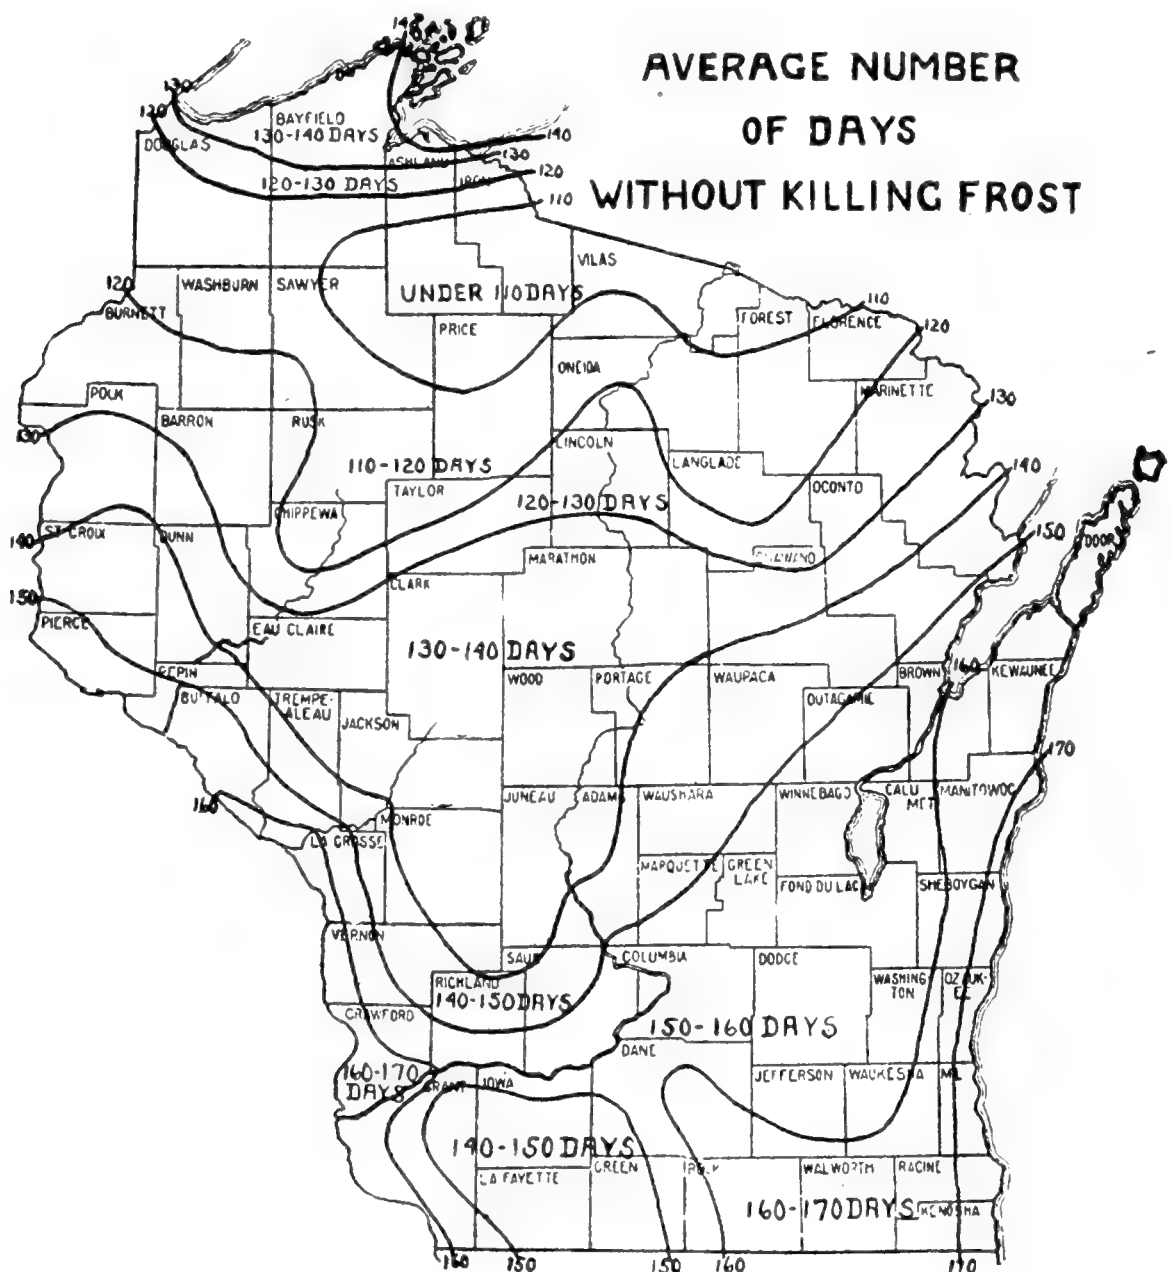 AVERAGE NUMBER
OF DAYS
WITHOUT KILLING FROST
130
120
DOUGLAS
BAYFIELD
130-140 DAYS
ASHLAND
IRON
140
130
120
110
120-130 DAYS
VILAS
120
BURNETT
WASHBURN
SAWYER
UNDER 110 DAYS
PRICE
FOREST
FLORENCE
110
120
ONEIDA
MARINETTE
130
POLK
130
BARRON
RUSK
LINCOLN
LANGLADE
110-120 DAYS
TAYLOR
120-130 DAYS
OCONTO
140
CHIPPEWA
140
ST CROIX
DUNN
MARATHON
SHAWANO
150
DOOR
CLARK
150
PIERCE
EAU CLAIRE
130-140 DAYS
PEPIN
WOOD
PORTAGE
WAUPACA
BROWN
160
KEWAUNEE
BUFFALO
TREMPE-
ALEAU
JACKSON
OUTAGAMIE
170
160
MONROE
JUNEAU
ADAMS
WAUSHARA
WINNEBAGO
CALU
MET
MANITOWOC
LA CROSSE
MARQUETTE
GREEN
LAKE
FOND DU LAC
SHEBOYGAN
VERNON
SAUK
COLUMBIA
DODGE
RICHLAND
140-150 DAYS
WASHING-
TON
OZAUK-
EE
CRAWFORD
150-160 DAYS
DANE
160-170
DAYS
GRANT
IOWA
JEFFERSON
WAUKESHA
MIL
140-150 DAYS
LA FAYETTE
GREEN
ROCK
WALWORTH
RACINE
160-170 DAYS
KENOSHA
160
150
150
160
170